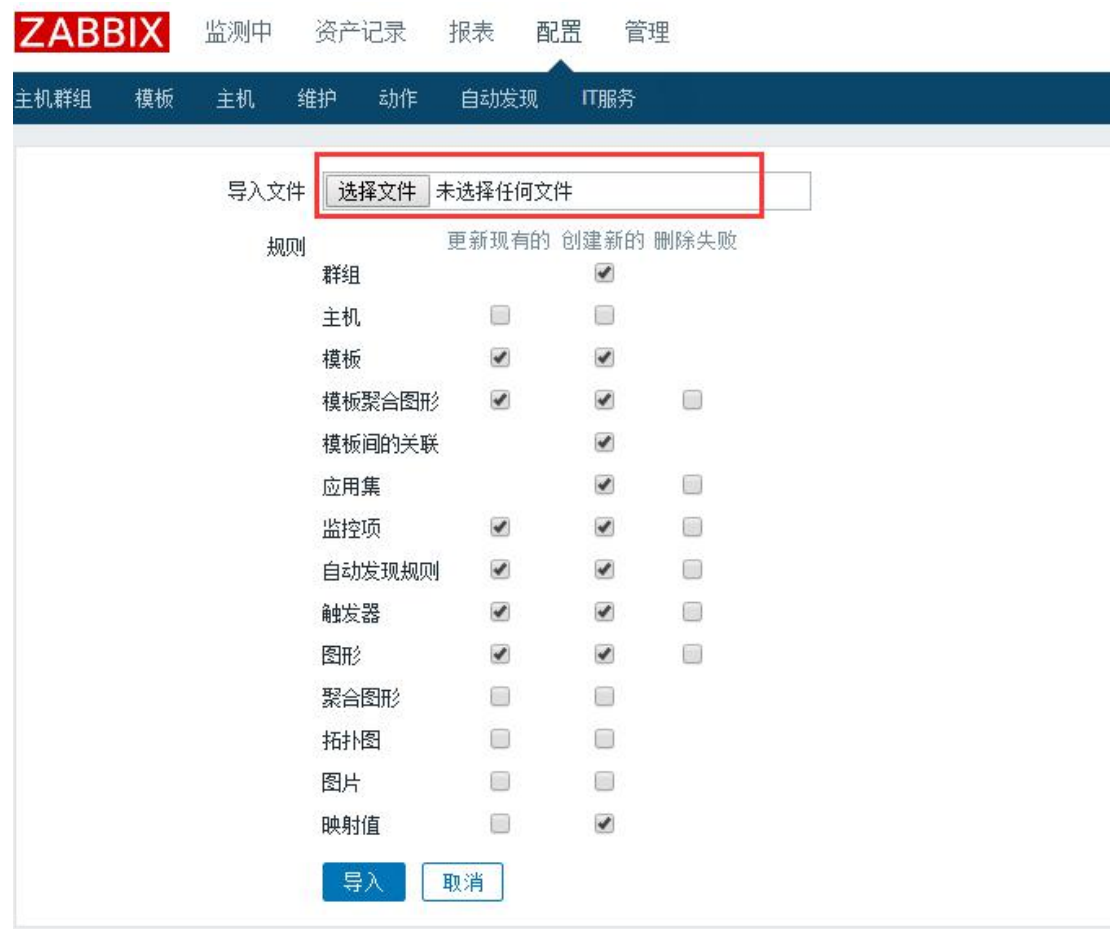 ZABBIX 监测中 资产记录 报表 配置 管理
主机群组 模板 主机 维护 动作 自动发现 IT服务
导入文件 选择文件 未选择任何文件
规则 更新现有的 创建新的 删除失败
群组
主机
模板
模板聚合图形
模板间的关联
应用集
监控项
自动发现规则
触发器
图形
聚合图形
拓扑图
图片
映射值
导入 取消